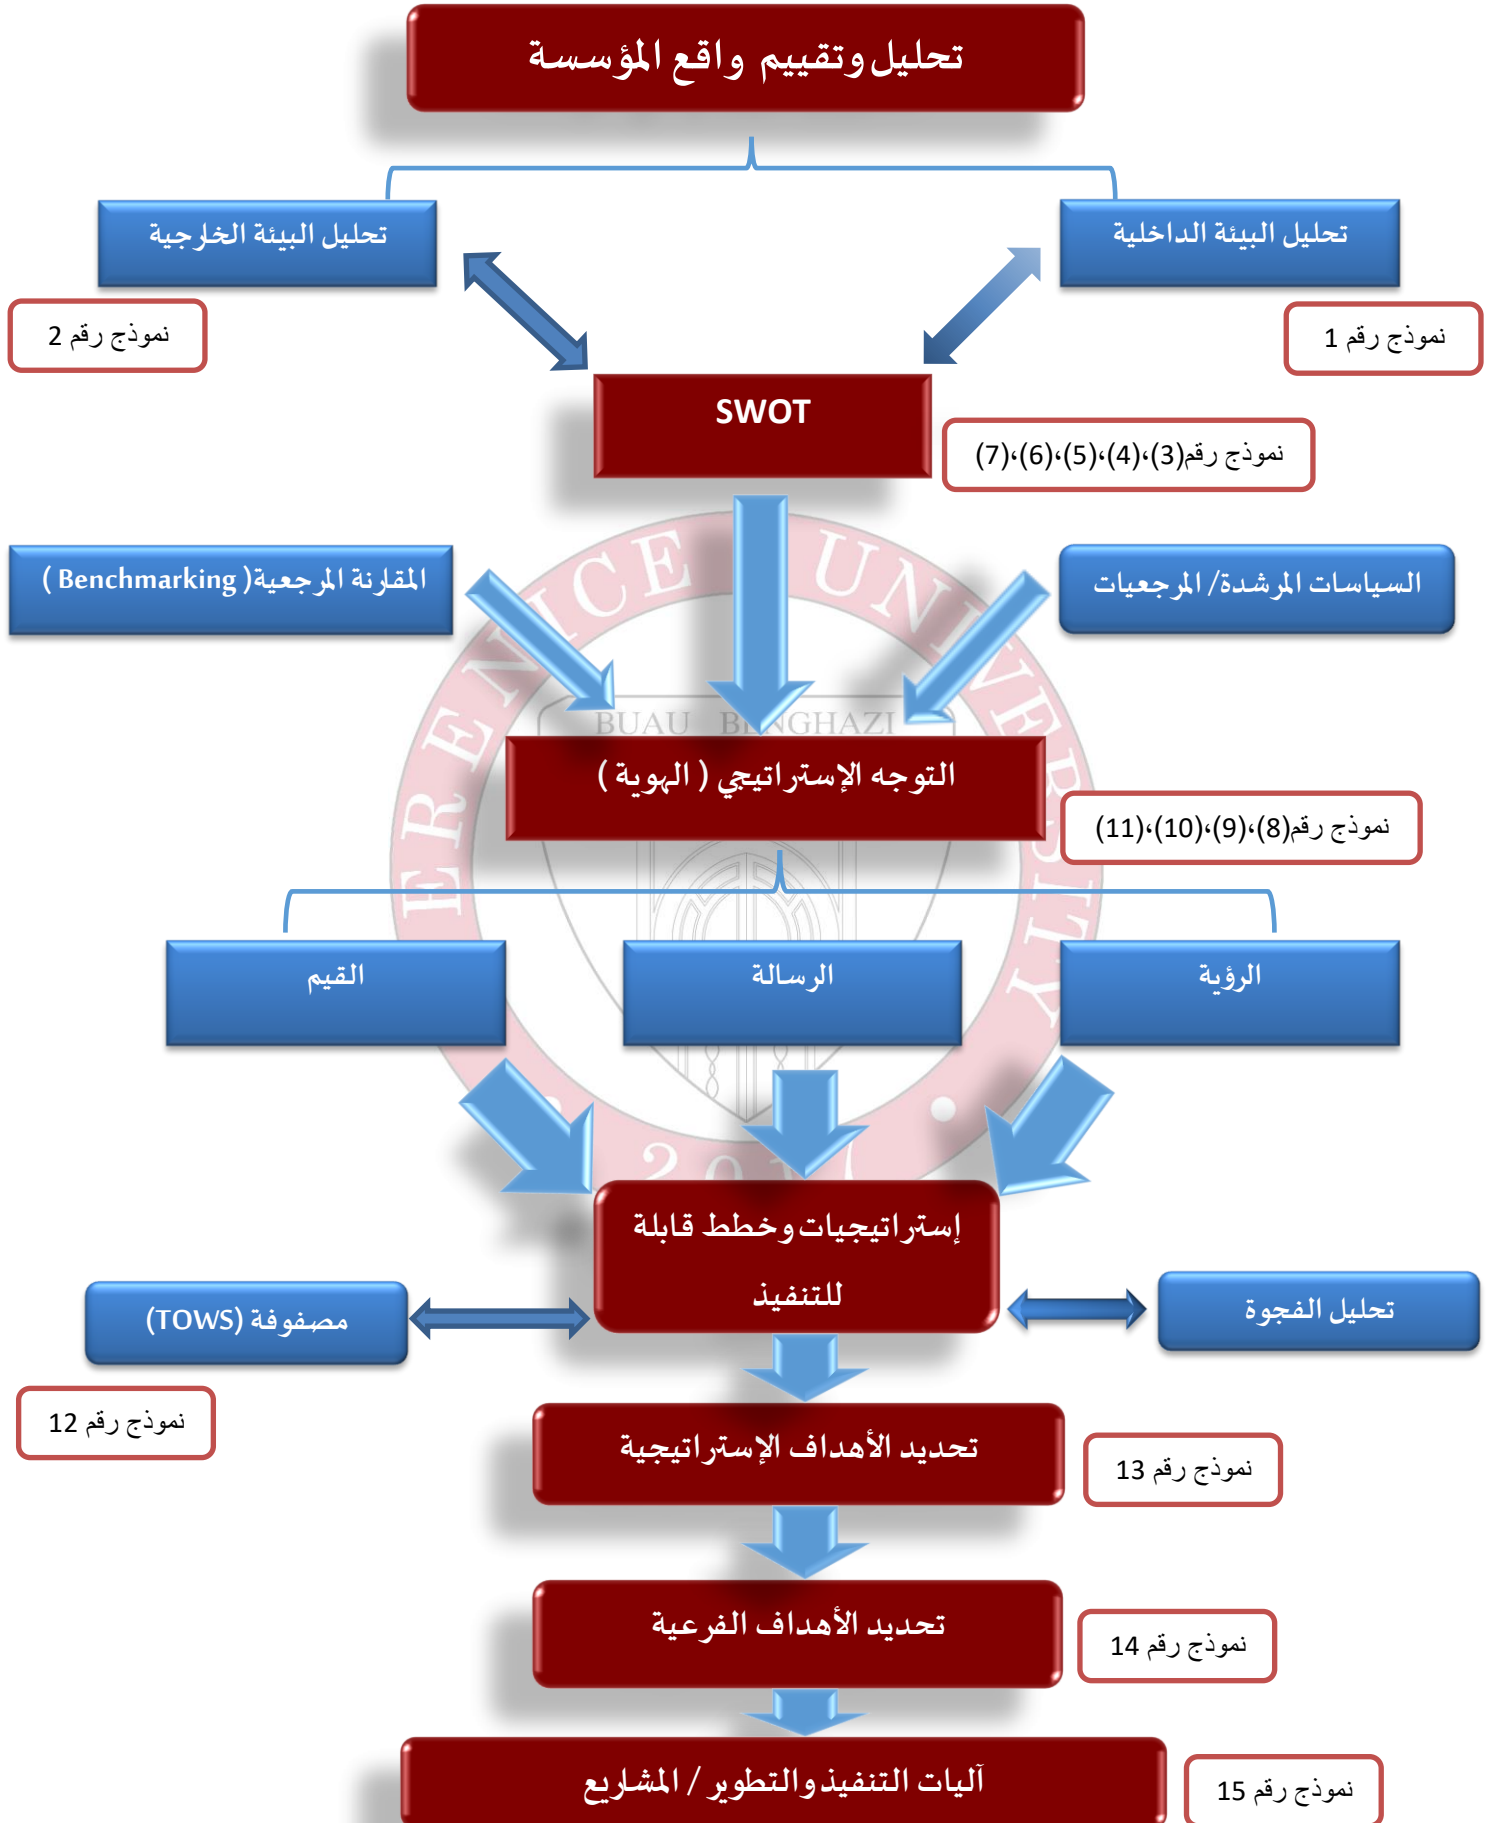 تحليل وتقييم واقع المؤسسة
تحليل البيئة الداخلية
تحليل البيئة الخارجية
نموذج رقم 1
نموذج رقم 2
SWOT
نموذج رقم(3)،(4)،(5)،(6)،(7)
السياسات المرشدة/ المرجعيات
المقارنة المرجعية( Benchmarking )
BUAU BENGHAZI
التوجه الإستراتيجي ( الهوية )
نموذج رقم(8)،(9)،(10)،(11)
الرؤية
الرسالة
القيم
إستراتيجيات وخطط قابلة
للتنفيذ
تحليل الفجوة
مصفوفة (TOWS)
نموذج رقم 12
تحديد الأهداف الإستراتيجية
نموذج رقم 13
تحديد الأهداف الفرعية
نموذج رقم 14
آليات التنفيذ والتطوير / المشاريع
نموذج رقم 15